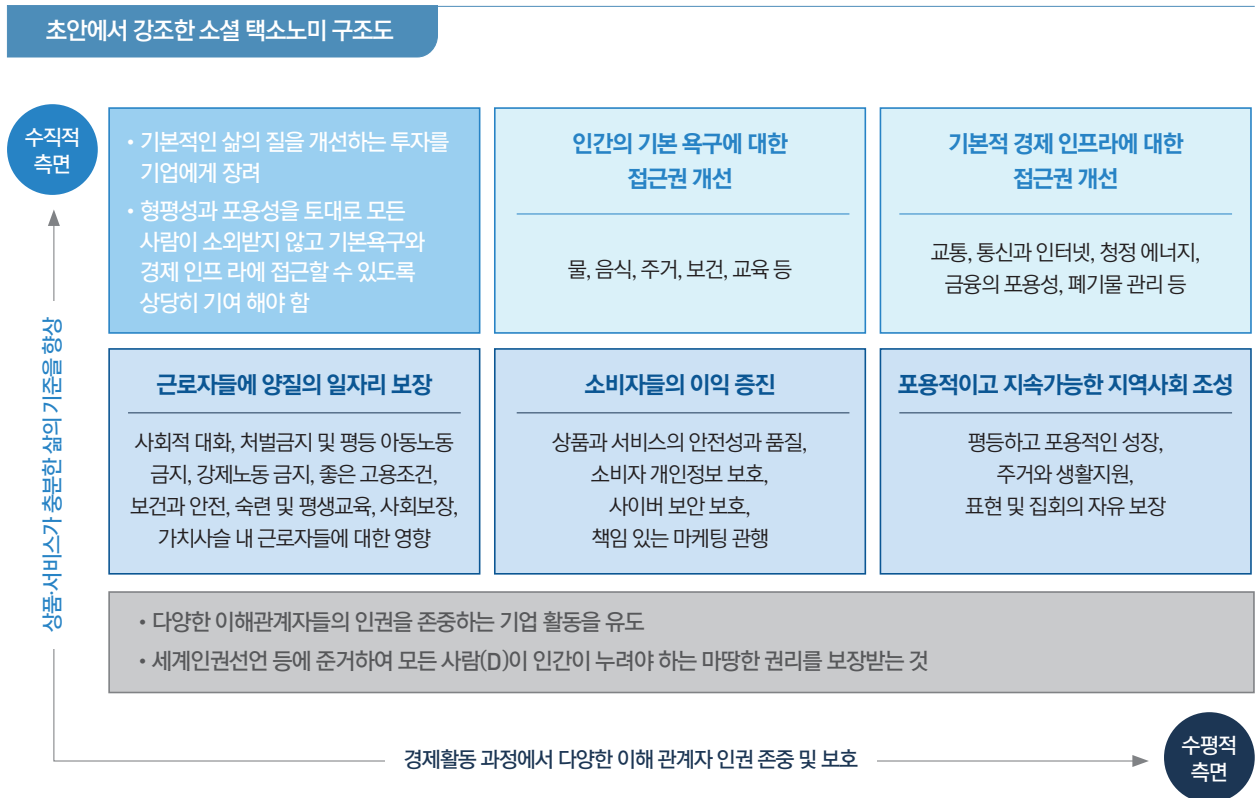 초안에서 강조한 소셜 택소노미 구조도
수직적
측면
• 기본적인 삶의 질을 개선하는 투자를
기업에게 장려
• 형평성과 포용성을 토대로 모든
사람이 소외받지 않고 기본욕구와
경제 인프 라에 접근할 수 있도록
상당히 기여 해야 함
인간의 기본 욕구에 대한
접근권 개선
물, 음식, 주거, 보건, 교육 등
기본적 경제 인프라에 대한
접근권 개선
교통, 통신과 인터넷, 청정 에너지,
금융의 포용성, 폐기물 관리 등
상품·서비스가 충분한 삶의 기준을 향상
근로자들에 양질의 일자리 보장
사회적 대화, 처벌금지 및 평등 아동노동
금지, 강제노동 금지, 좋은 고용조건,
보건과 안전, 숙련 및 평생교육, 사회보장,
가치사슬 내 근로자들에 대한 영향
소비자들의 이익 증진
상품과 서비스의 안전성과 품질,
소비자 개인정보 보호,
사이버 보안 보호,
책임 있는 마케팅 관행
포용적이고 지속가능한 지역사회 조성
평등하고 포용적인 성장,
주거와 생활지원,
표현 및 집회의 자유 보장
• 다양한 이해관계자들의 인권을 존중하는 기업 활동을 유도
• 세계인권선언 등에 준거하여 모든 사람(D)이 인간이 누려야 하는 마땅한 권리를 보장받는 것
경제활동 과정에서 다양한 이해 관계자 인권 존중 및 보호
수평적
측면